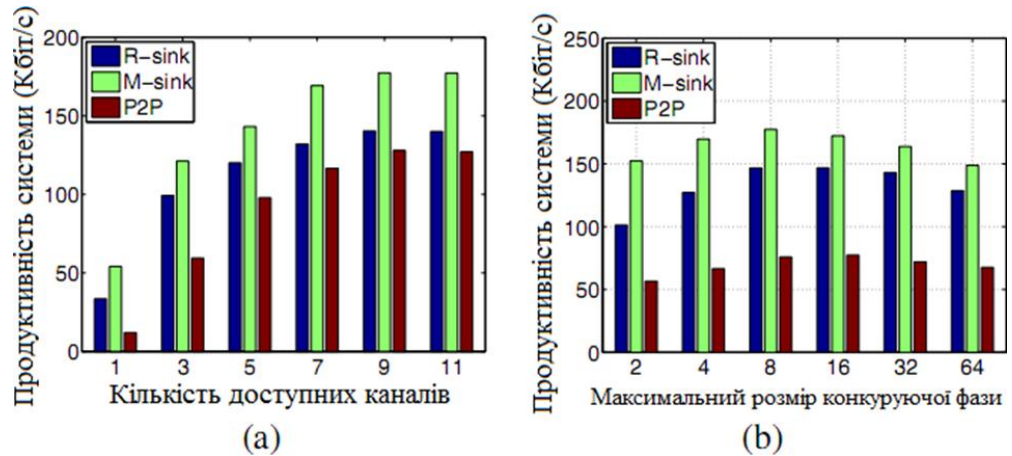 Продуктивність системи (Кбіт/с)
200
150
100
50
0
R-sink
M-sink
P2P
1 3 5 7 9 11
Кількість доступних каналів
(a)
Продуктивність системи (Кбіт/с)
250
200
150
100
50
0
R-sink
M-sink
P2P
2 4 8 16 32 64
Максимальний розмір конкуруючої фази
(b)